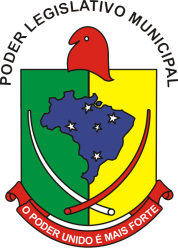 PODER LEGISLATIVO MUNICIPAL
O PODER UNIDO É MAIS FORTE